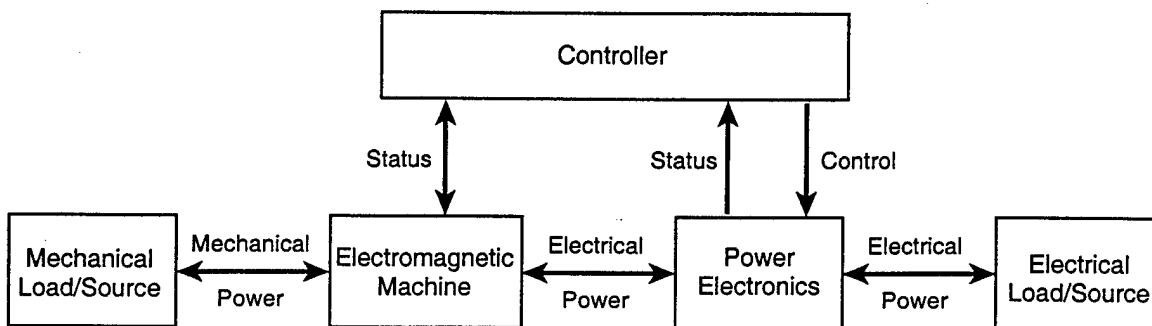 Controller
Status
Status
Control
Mechanical
Load/Source
Mechanical
Power
Electromagnetic
Machine
Electrical
Power
Power
Electronics
Electrical
Power
Electrical
Load/Source